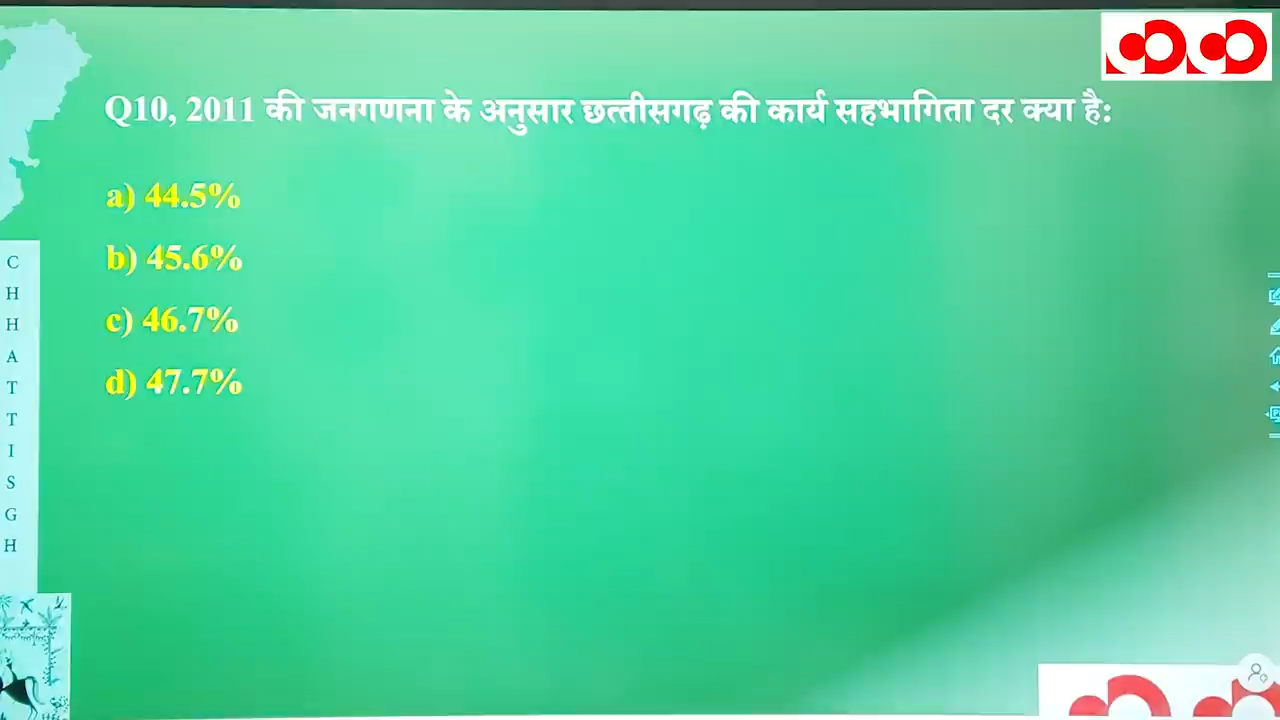 Q10, 2011 की जनगणना के अनुसार छत्तीसगढ़ की कार्य सहभागिता दर क्या है:
a) 44.5%
b) 45.6%
c) 46.7%
d) 47.7%
C
H
H
A
T
T
I
S
G
H